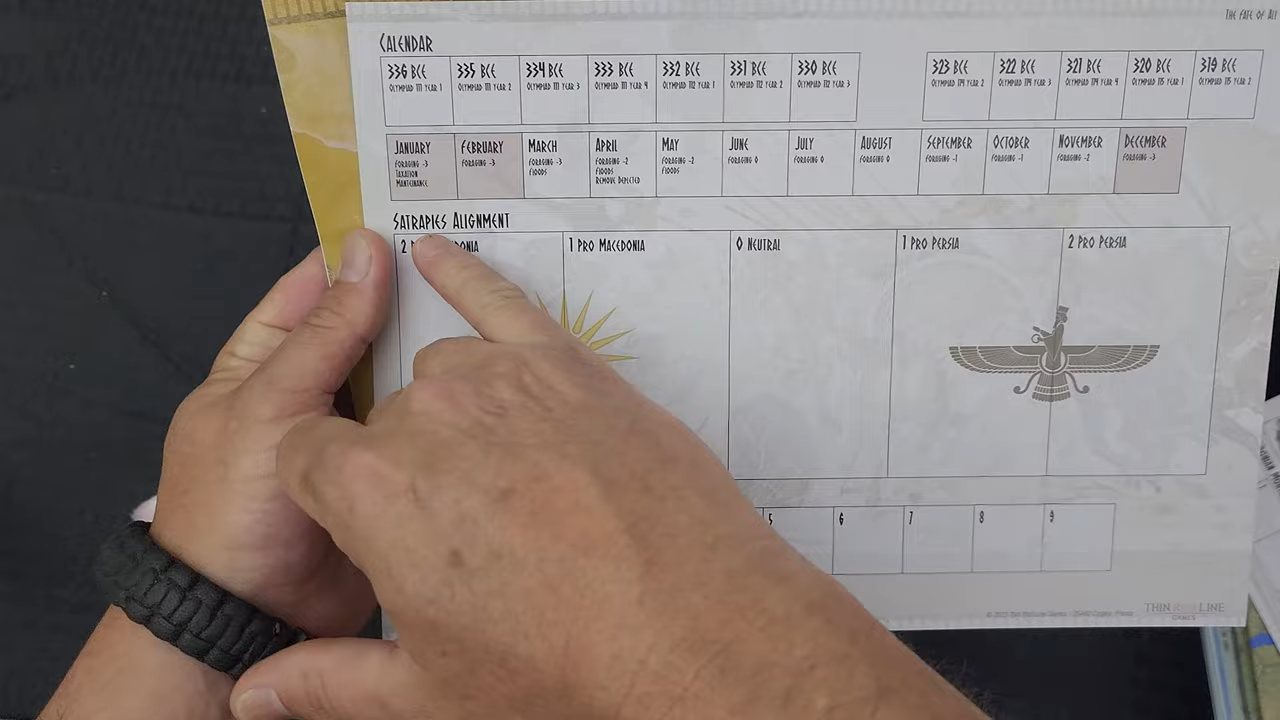 THE FATE OF ALL
CALENDAR
336 BCE 335 BCE 334 BCE 333 BCE 332 BCE 331 BCE 330 BCE 323 BCE 322 BCE 321 BCE 320 BCE 319 BCE
OLYMPIAD 111 YEAR 1 OLYMPIAD 111 YEAR 2 OLYMPIAD 111 YEAR 3 OLYMPIAD 111 YEAR 4 OLYMPIAD 112 YEAR 1 OLYMPIAD 112 YEAR 2 OLYMPIAD 112 YEAR 3 OLYMPIAD 114 YEAR 2 OLYMPIAD 114 YEAR 3 OLYMPIAD 114 YEAR 4 OLYMPIAD 115 YEAR 1 OLYMPIAD 115 YEAR 2
JANUARY FEBRUARY MARCH APRIL MAY JUNE JULY AUGUST SEPTEMBER OCTOBER NOVEMBER DECEMBER
FORAGING -3 FORAGING -3 FORAGING -3 FORAGING -2 FORAGING -2 FORAGING 0 FORAGING 0 FORAGING 0 FORAGING -1 FORAGING -1 FORAGING -2 FORAGING -3
TAXATION FLOODS FLOODS FLOODS
MAINTENANCE REMOVE DEPLETED
SATRAPIES ALIGNMENT
2 1 PRO MACEDONIA 0 NEUTRAL 1 PRO PERSIA 2 PRO PERSIA
5 6 7 8 9
THIN RED LINE
GAMES